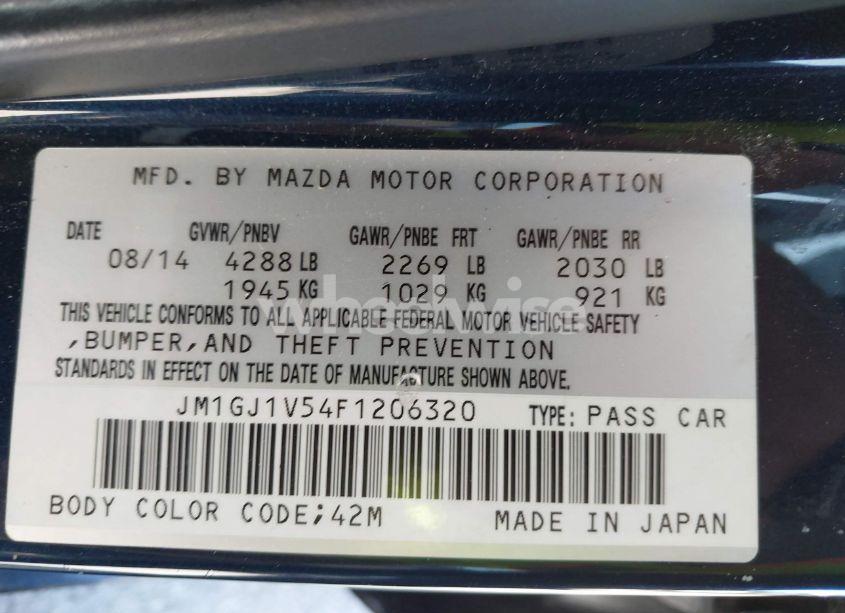 MFD. BY MAZDA MOTOR CORPORATION
DATE GVWR/PNBV GAWR/PNBE FRT GAWR/PNBE RR
08/14 4288 LB 2269 LB 2030 LB
1945 KG 1029 KG 921 KG
wheelwise
THIS VEHICLE CONFORMS TO ALL APPLICABLE FEDERAL MOTOR VEHICLE SAFETY
,BUMPER,AND THEFT PREVENTION
STANDARDS IN EFFECT ON THE DATE OF MANUFACTURE SHOWN ABOVE.
JM1GJ1V54F1206320 TYPE: PASS CAR
BODY COLOR CODE;42M MADE IN JAPAN